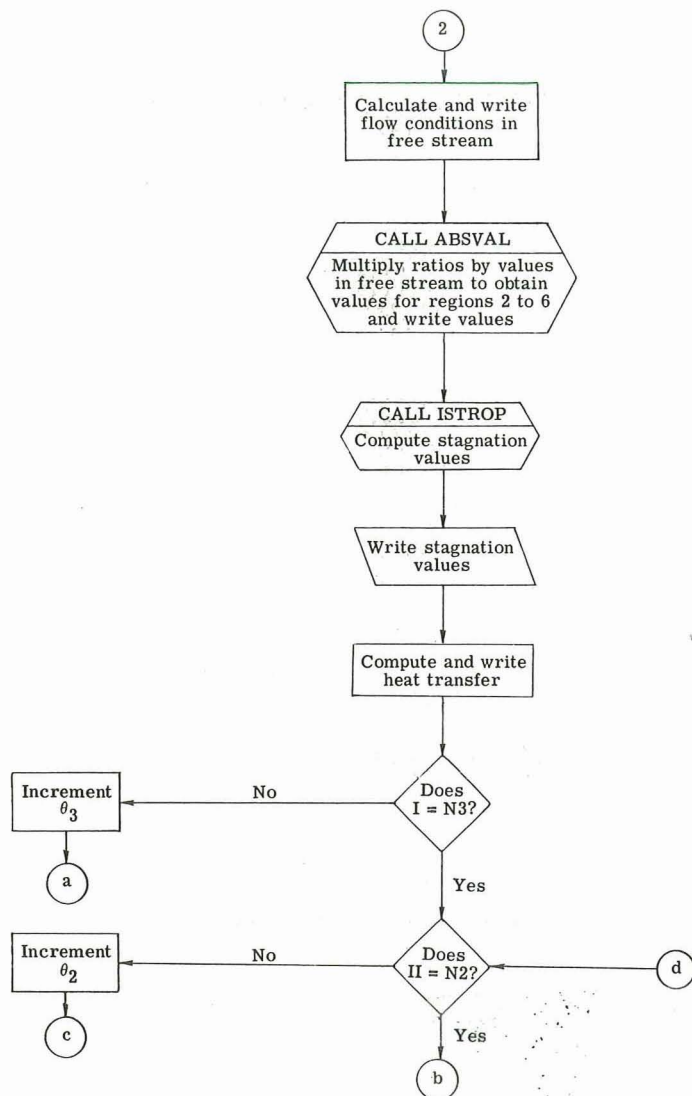 2
Calculate and write
flow conditions in
free stream
CALL ABSVAL
Multiply ratios by values
in free stream to obtain
values for regions 2 to 6
and write values
CALL ISTROP
Compute stagnation
values
Write stagnation
values
Compute and write
heat transfer
Does
I = N3?
No
Increment
θ₃
a
Yes
Does
II = N2?
No
Increment
θ₂
c
d
Yes
b